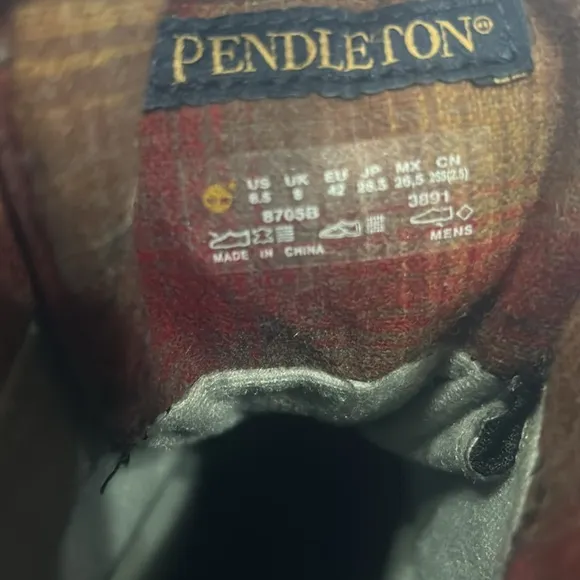 PENDLETON®
US UK EU JP MX CN
8.5 8 42 26.5 26.5 255(2.5)
8705B 3891
MENS
MADE IN CHINA